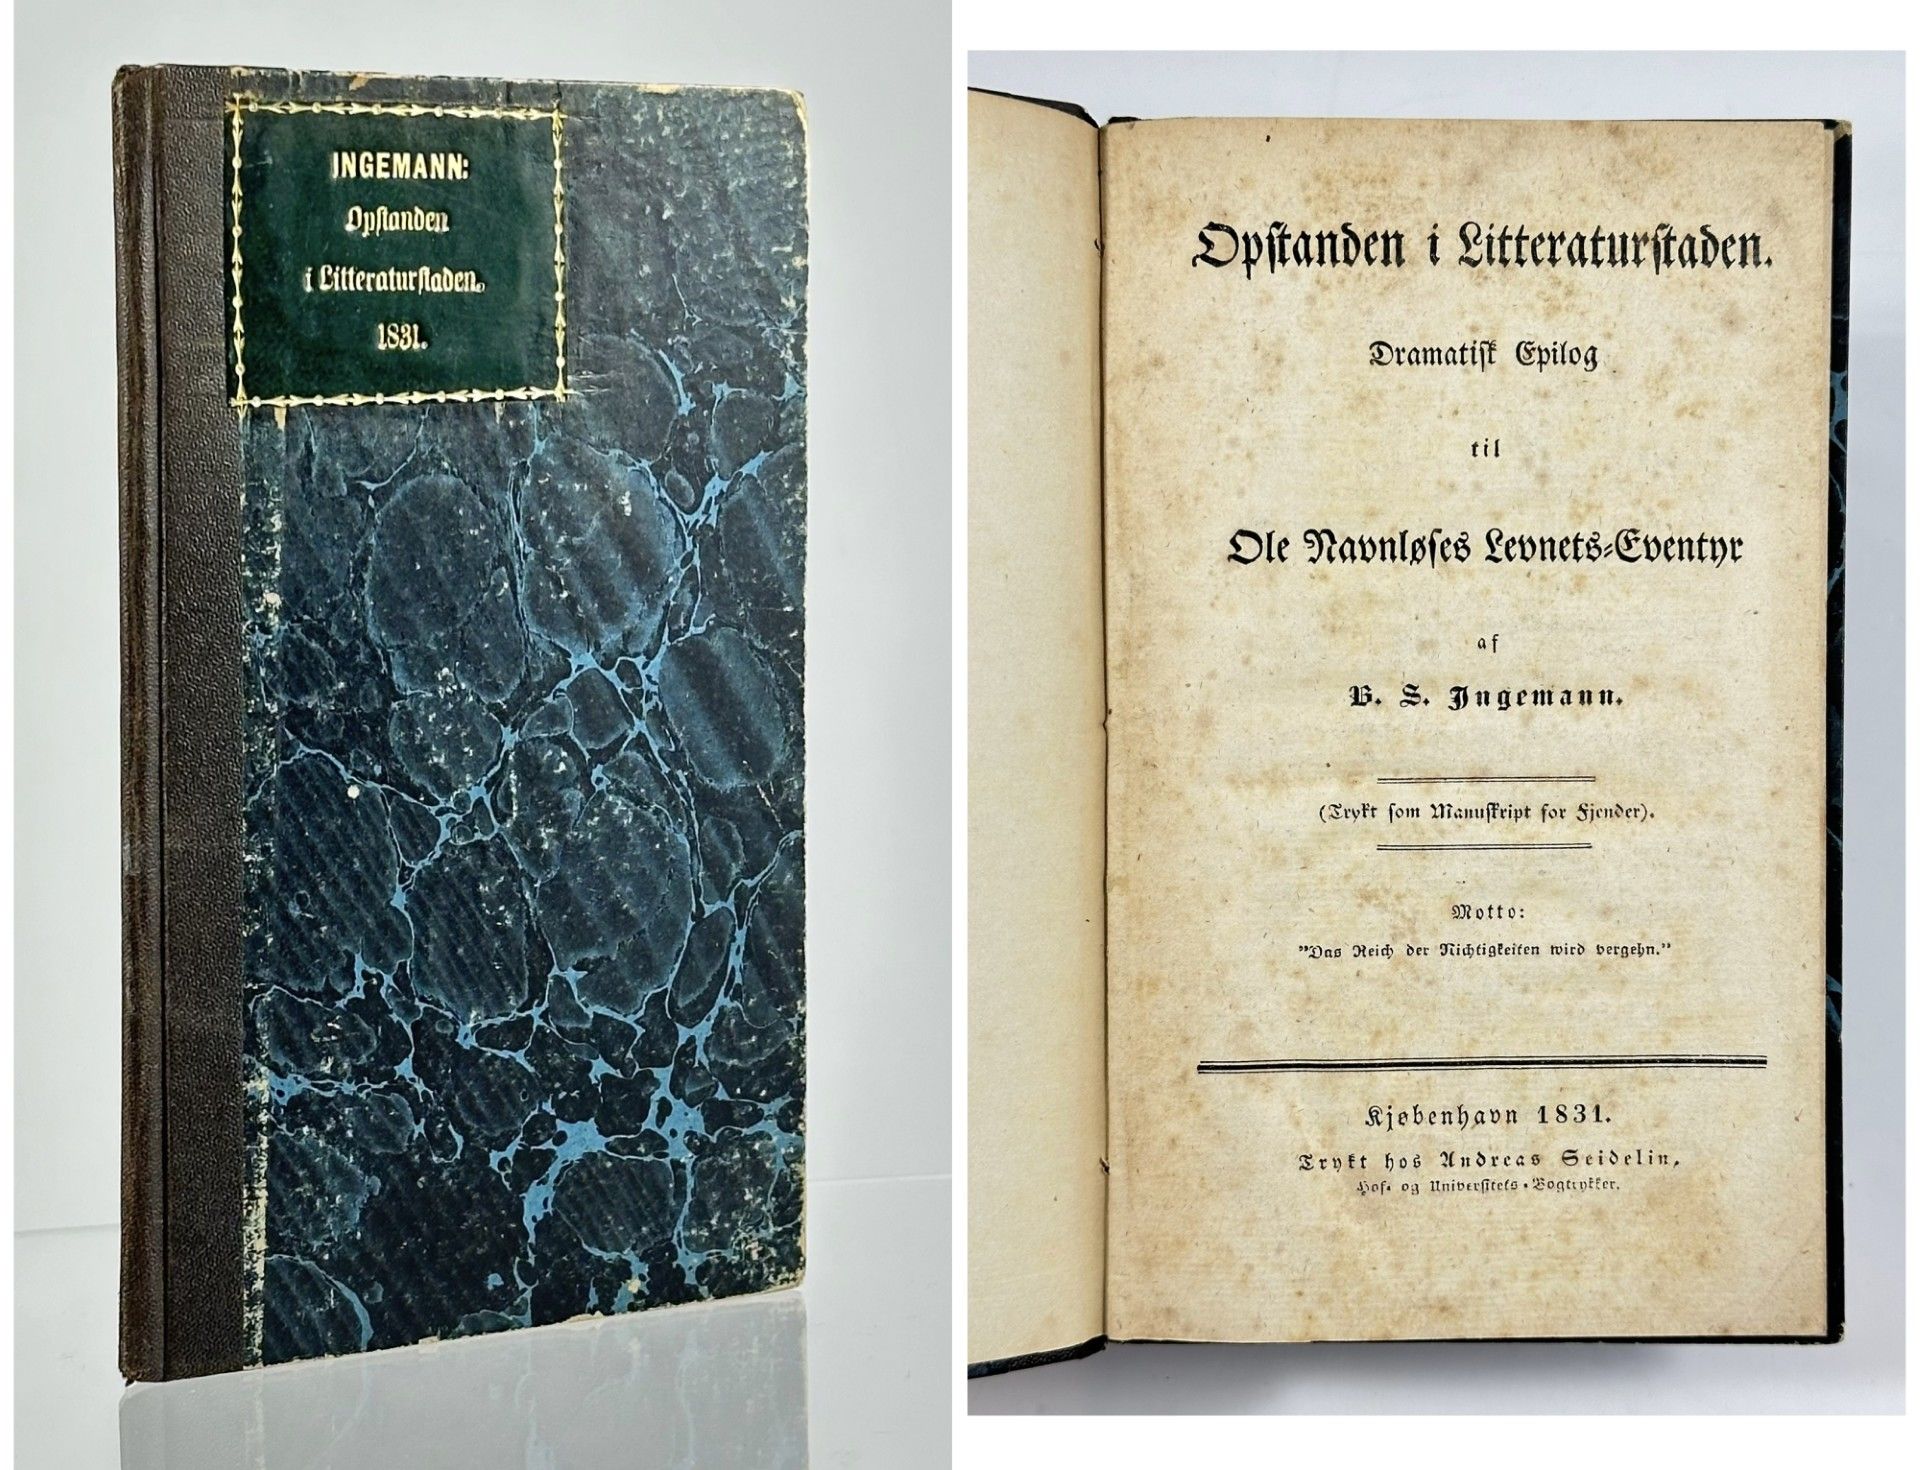 INGEMANN:
Opstanden
i Litteraturstaden.
1831.
Opstanden i Litteraturstaden.
Dramatisk Epilog
til
Ole Navnløses Levnets-Eventyr
af
B. S. Ingemann.
(Trykt som Manuskript for Fjender).
Motto:
"Das Reich der Nichtigkeiten wird vergehn."
Kjøbenhavn 1831.
Trykt hos Andreas Seidelin,
Hof- og Universitets-Bogtrykker.